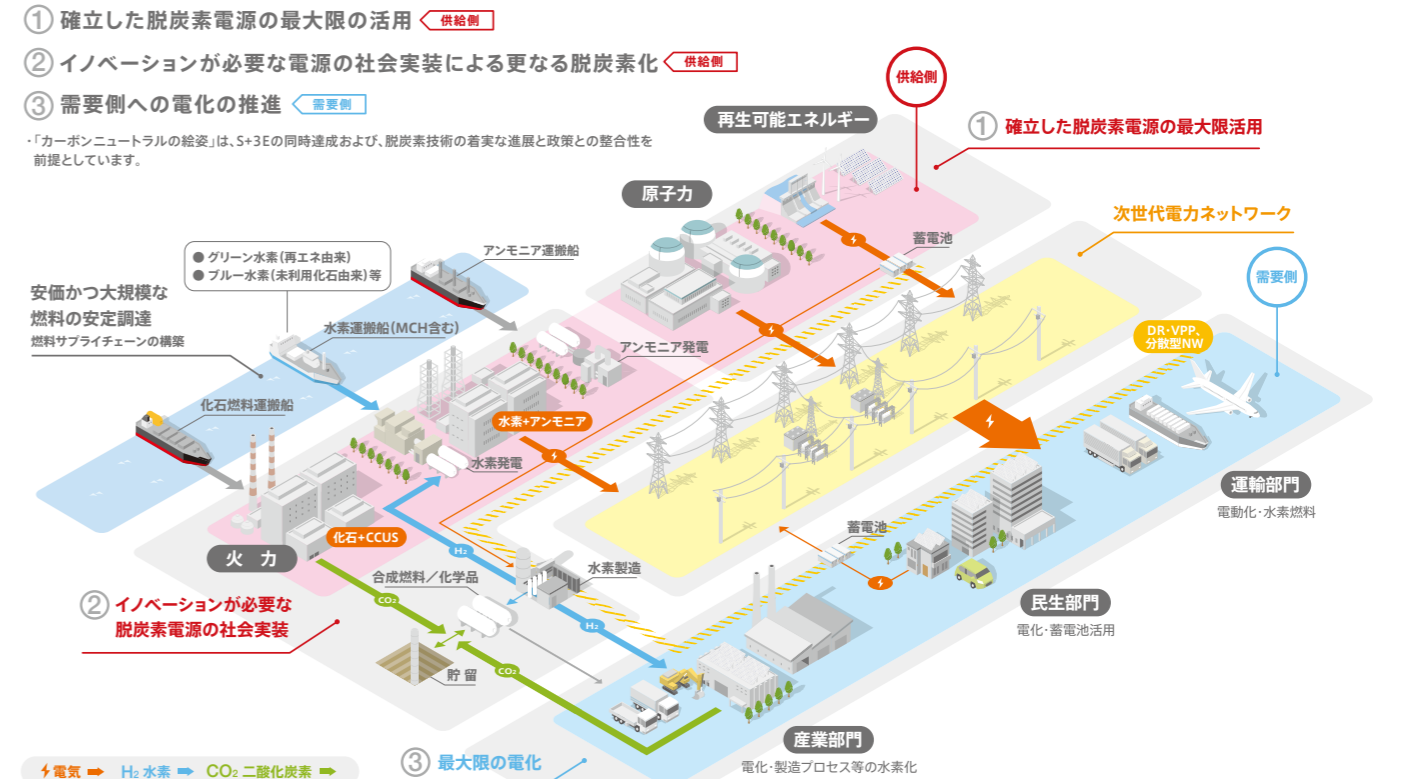 ① 確立した脱炭素電源の最大限の活用 供給側
② イノベーションが必要な電源の社会実装による更なる脱炭素化 供給側
③ 需要側への電化の推進 需要側
・「カーボンニュートラルの絵姿」は、S+3Eの同時達成および、脱炭素技術の着実な進展と政策との整合性を
前提としています。
供給側
再生可能エネルギー
① 確立した脱炭素電源の最大限活用
原子力
次世代電力ネットワーク
蓄電池
需要側
● グリーン水素(再エネ由来)
● ブルー水素(未利用化石由来)等
アンモニア運搬船
安価かつ大規模な
燃料の安定調達
燃料サプライチェーンの構築
水素運搬船(MCH含む)
アンモニア発電
DR・VPP、
分散型NW
化石燃料運搬船
水素+アンモニア
水素発電
運輸部門
電動化・水素燃料
化石+CCUS
蓄電池
火 力
H2
水素製造
合成燃料/化学品
CO2
民生部門
電化・蓄電池活用
② イノベーションが必要な
脱炭素電源の社会実装
H2
貯 留
CO2
産業部門
電化・製造プロセス等の水素化
③ 最大限の電化
電気 H2 水素 CO2 二酸化炭素